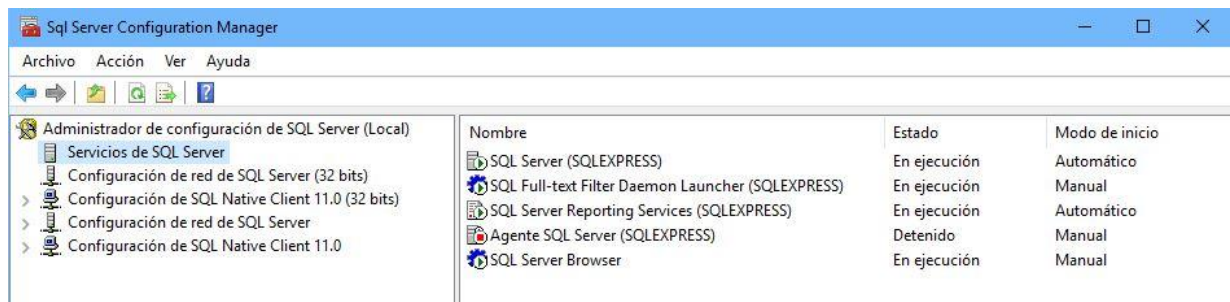 Sql Server Configuration Manager
Archivo Acción Ver Ayuda
Administrador de configuración de SQL Server (Local)
Servicios de SQL Server
Configuración de red de SQL Server (32 bits)
Configuración de SQL Native Client 11.0 (32 bits)
Configuración de red de SQL Server
Configuración de SQL Native Client 11.0
Nombre Estado Modo de inicio
SQL Server (SQLEXPRESS) En ejecución Automático
SQL Full-text Filter Daemon Launcher (SQLEXPRESS) En ejecución Manual
SQL Server Reporting Services (SQLEXPRESS) En ejecución Automático
Agente SQL Server (SQLEXPRESS) Detenido Manual
SQL Server Browser En ejecución Manual